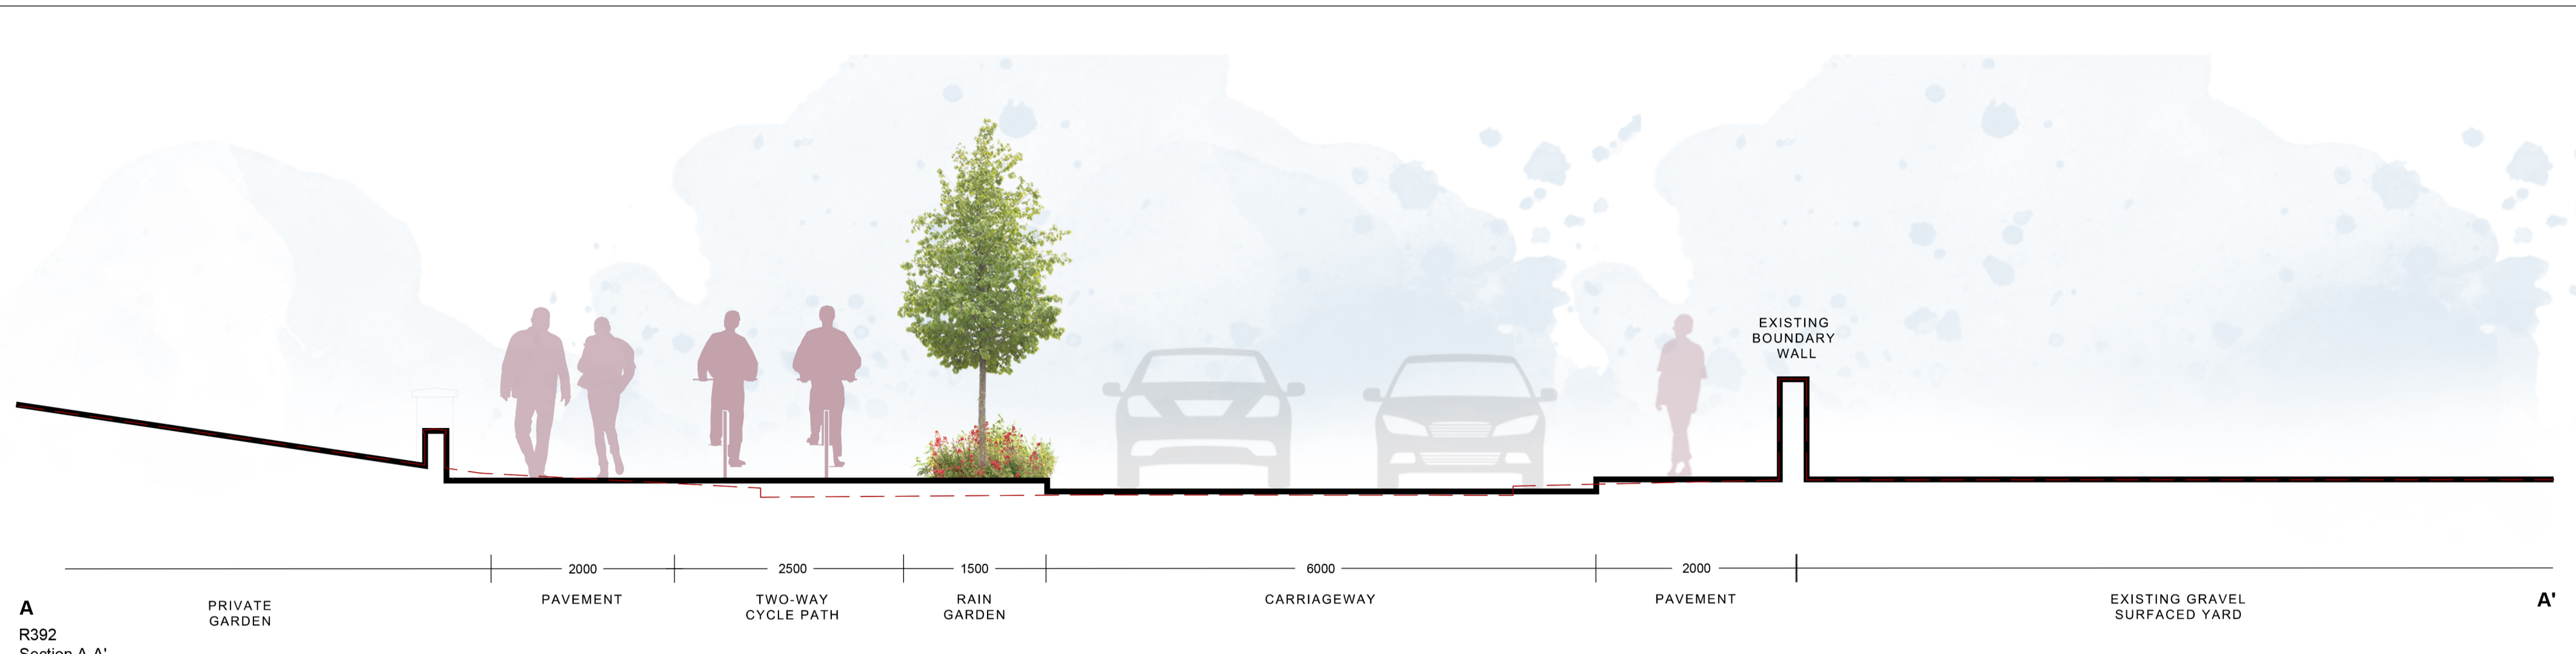 EXISTING
BOUNDARY
WALL
2000
2500
1500
6000
2000
A
PRIVATE
GARDEN
PAVEMENT
TWO-WAY
CYCLE PATH
RAIN
GARDEN
CARRIAGEWAY
PAVEMENT
EXISTING GRAVEL
SURFACED YARD
A'
R392
Section A-A'